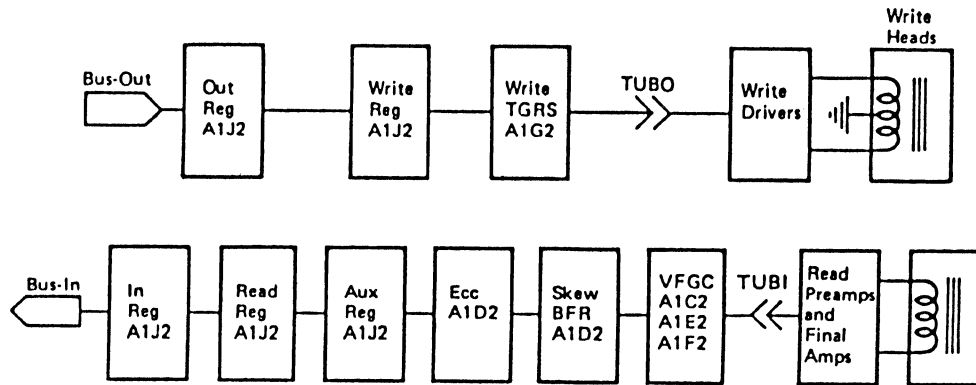 Write
Heads
Bus-Out
Out
Reg
A1J2
Write
Reg
A1J2
Write
TGRS
A1G2
TUBO
Write
Drivers
Bus-In
In
Reg
A1J2
Read
Reg
A1J2
Aux
Reg
A1J2
Ecc
A1D2
Skew
BFR
A1D2
VFGC
A1C2
A1E2
A1F2
TUBI
Read
Preamps
and
Final
Amps